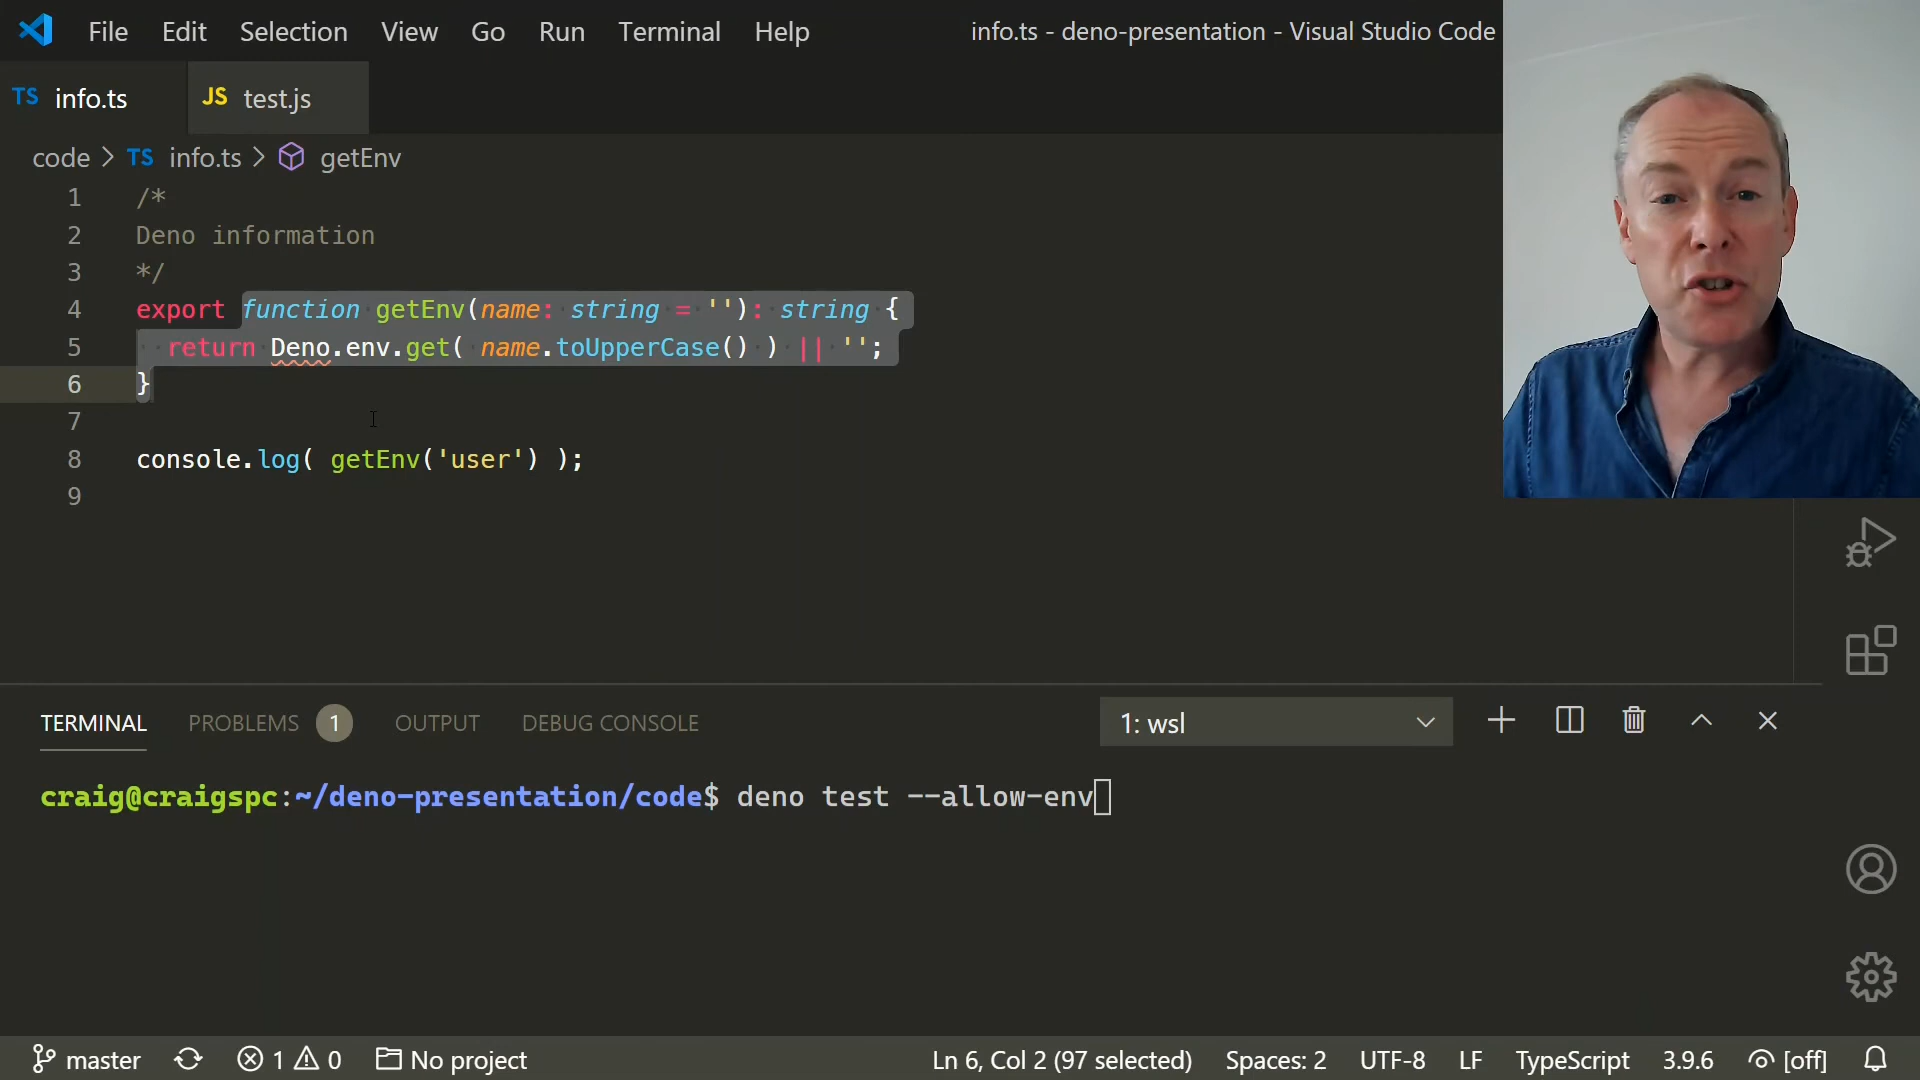 File Edit Selection View Go Run Terminal Help
info.ts - deno-presentation - Visual Studio Code
TS info.ts
JS test.js
code > TS info.ts > getEnv
1 /*
2 Deno information
3 */
4 export function getEnv(name: string = ''): string {
5 return Deno.env.get( name.toUpperCase() ) || '';
6 }
7
8 console.log( getEnv('user') );
9
TERMINAL PROBLEMS 1 OUTPUT DEBUG CONSOLE
1: wsl
craig@craigspc:~/deno-presentation/code$ deno test --allow-env
master 1 0 No project Ln 6, Col 2 (97 selected) Spaces: 2 UTF-8 LF TypeScript 3.9.6 [off]